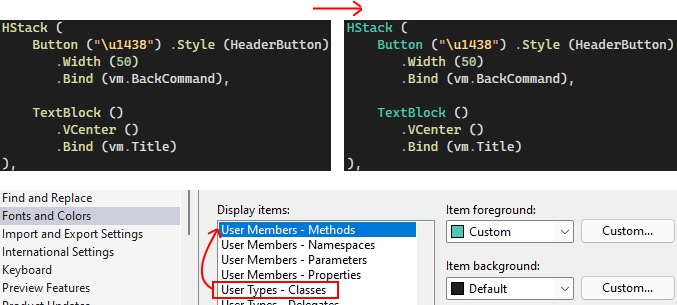 HStack (
Button ("\u1438") .Style (HeaderButton)
.Width (50)
.Bind (vm.BackCommand),
TextBlock ()
.VCenter ()
.Bind (vm.Title)
),
HStack (
Button ("\u1438") .Style (HeaderButton)
.Width (50)
.Bind (vm.BackCommand),
TextBlock ()
.VCenter ()
.Bind (vm.Title)
),
Find and Replace
Fonts and Colors
Import and Export Settings
International Settings
Keyboard
Preview Features
Product Updates
Display items:
User Members - Methods
User Members - Namespaces
User Members - Parameters
User Members - Properties
User Types - Classes
User Types - Delegates
Item foreground:
Custom
Custom...
Item background:
Default
Custom...